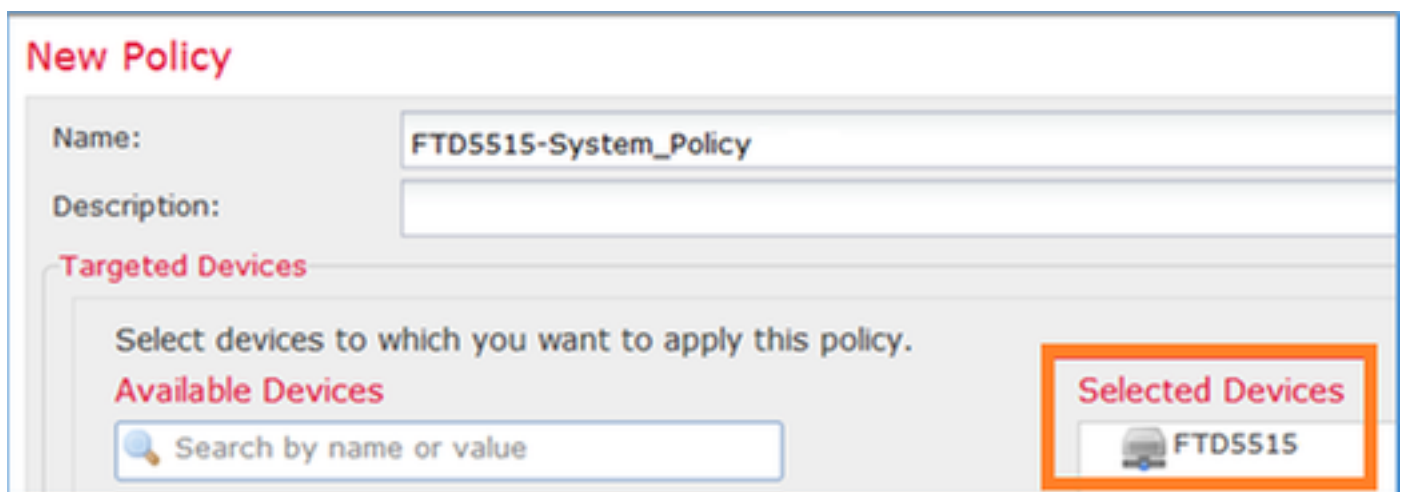 New Policy
Name:
FTD5515-System_Policy
Description:
Targeted Devices
Select devices to which you want to apply this policy.
Available Devices
Search by name or value
Selected Devices
FTD5515